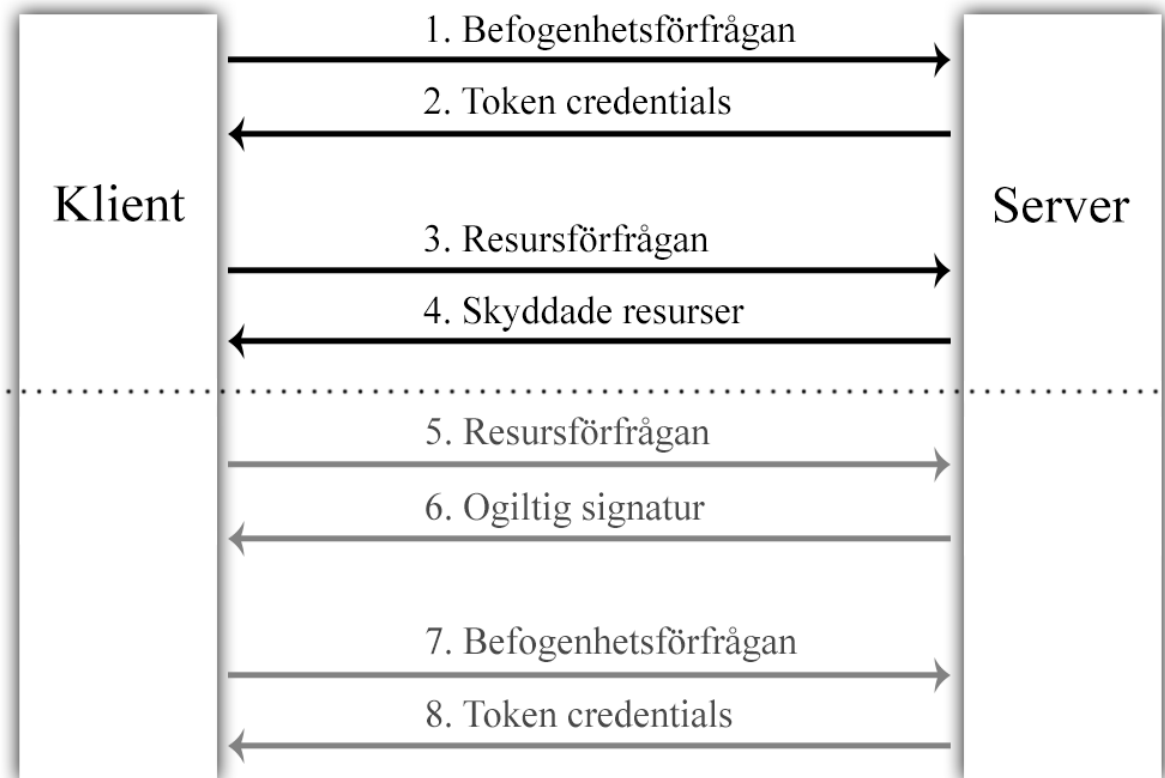 1. Befogenhetsförfrågan
2. Token credentials
Klient
Server
3. Resursförfrågan
4. Skyddade resurser
5. Resursförfrågan
6. Ogiltig signatur
7. Befogenhetsförfrågan
8. Token credentials